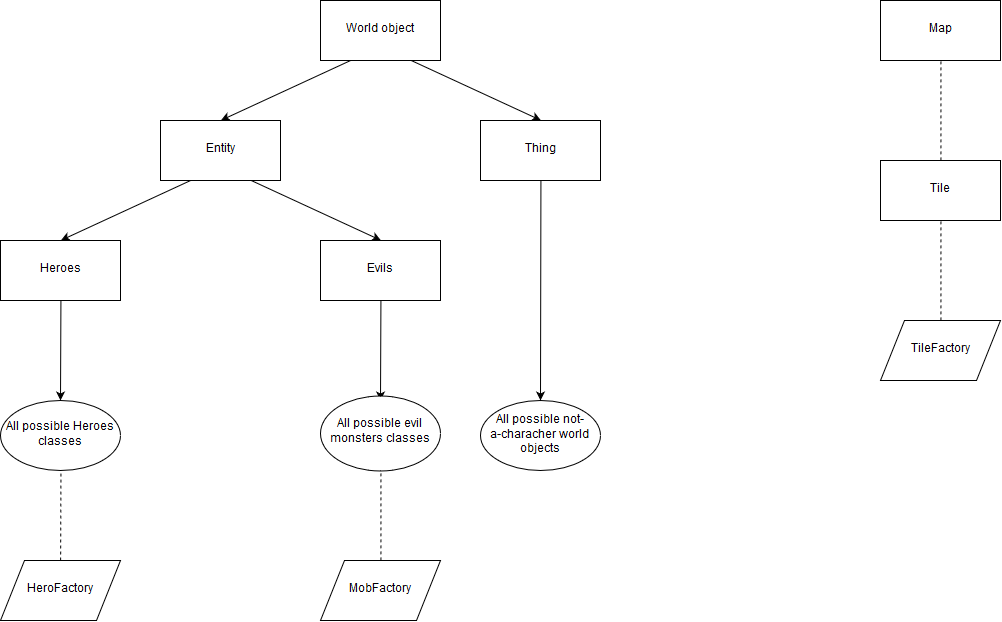 World object
Map
Entity
Thing
Tile
Heroes
Evils
TileFactory
All possible Heroes
classes
All possible evil
monsters classes
All possible not-
a-characher world
objects
HeroFactory
MobFactory